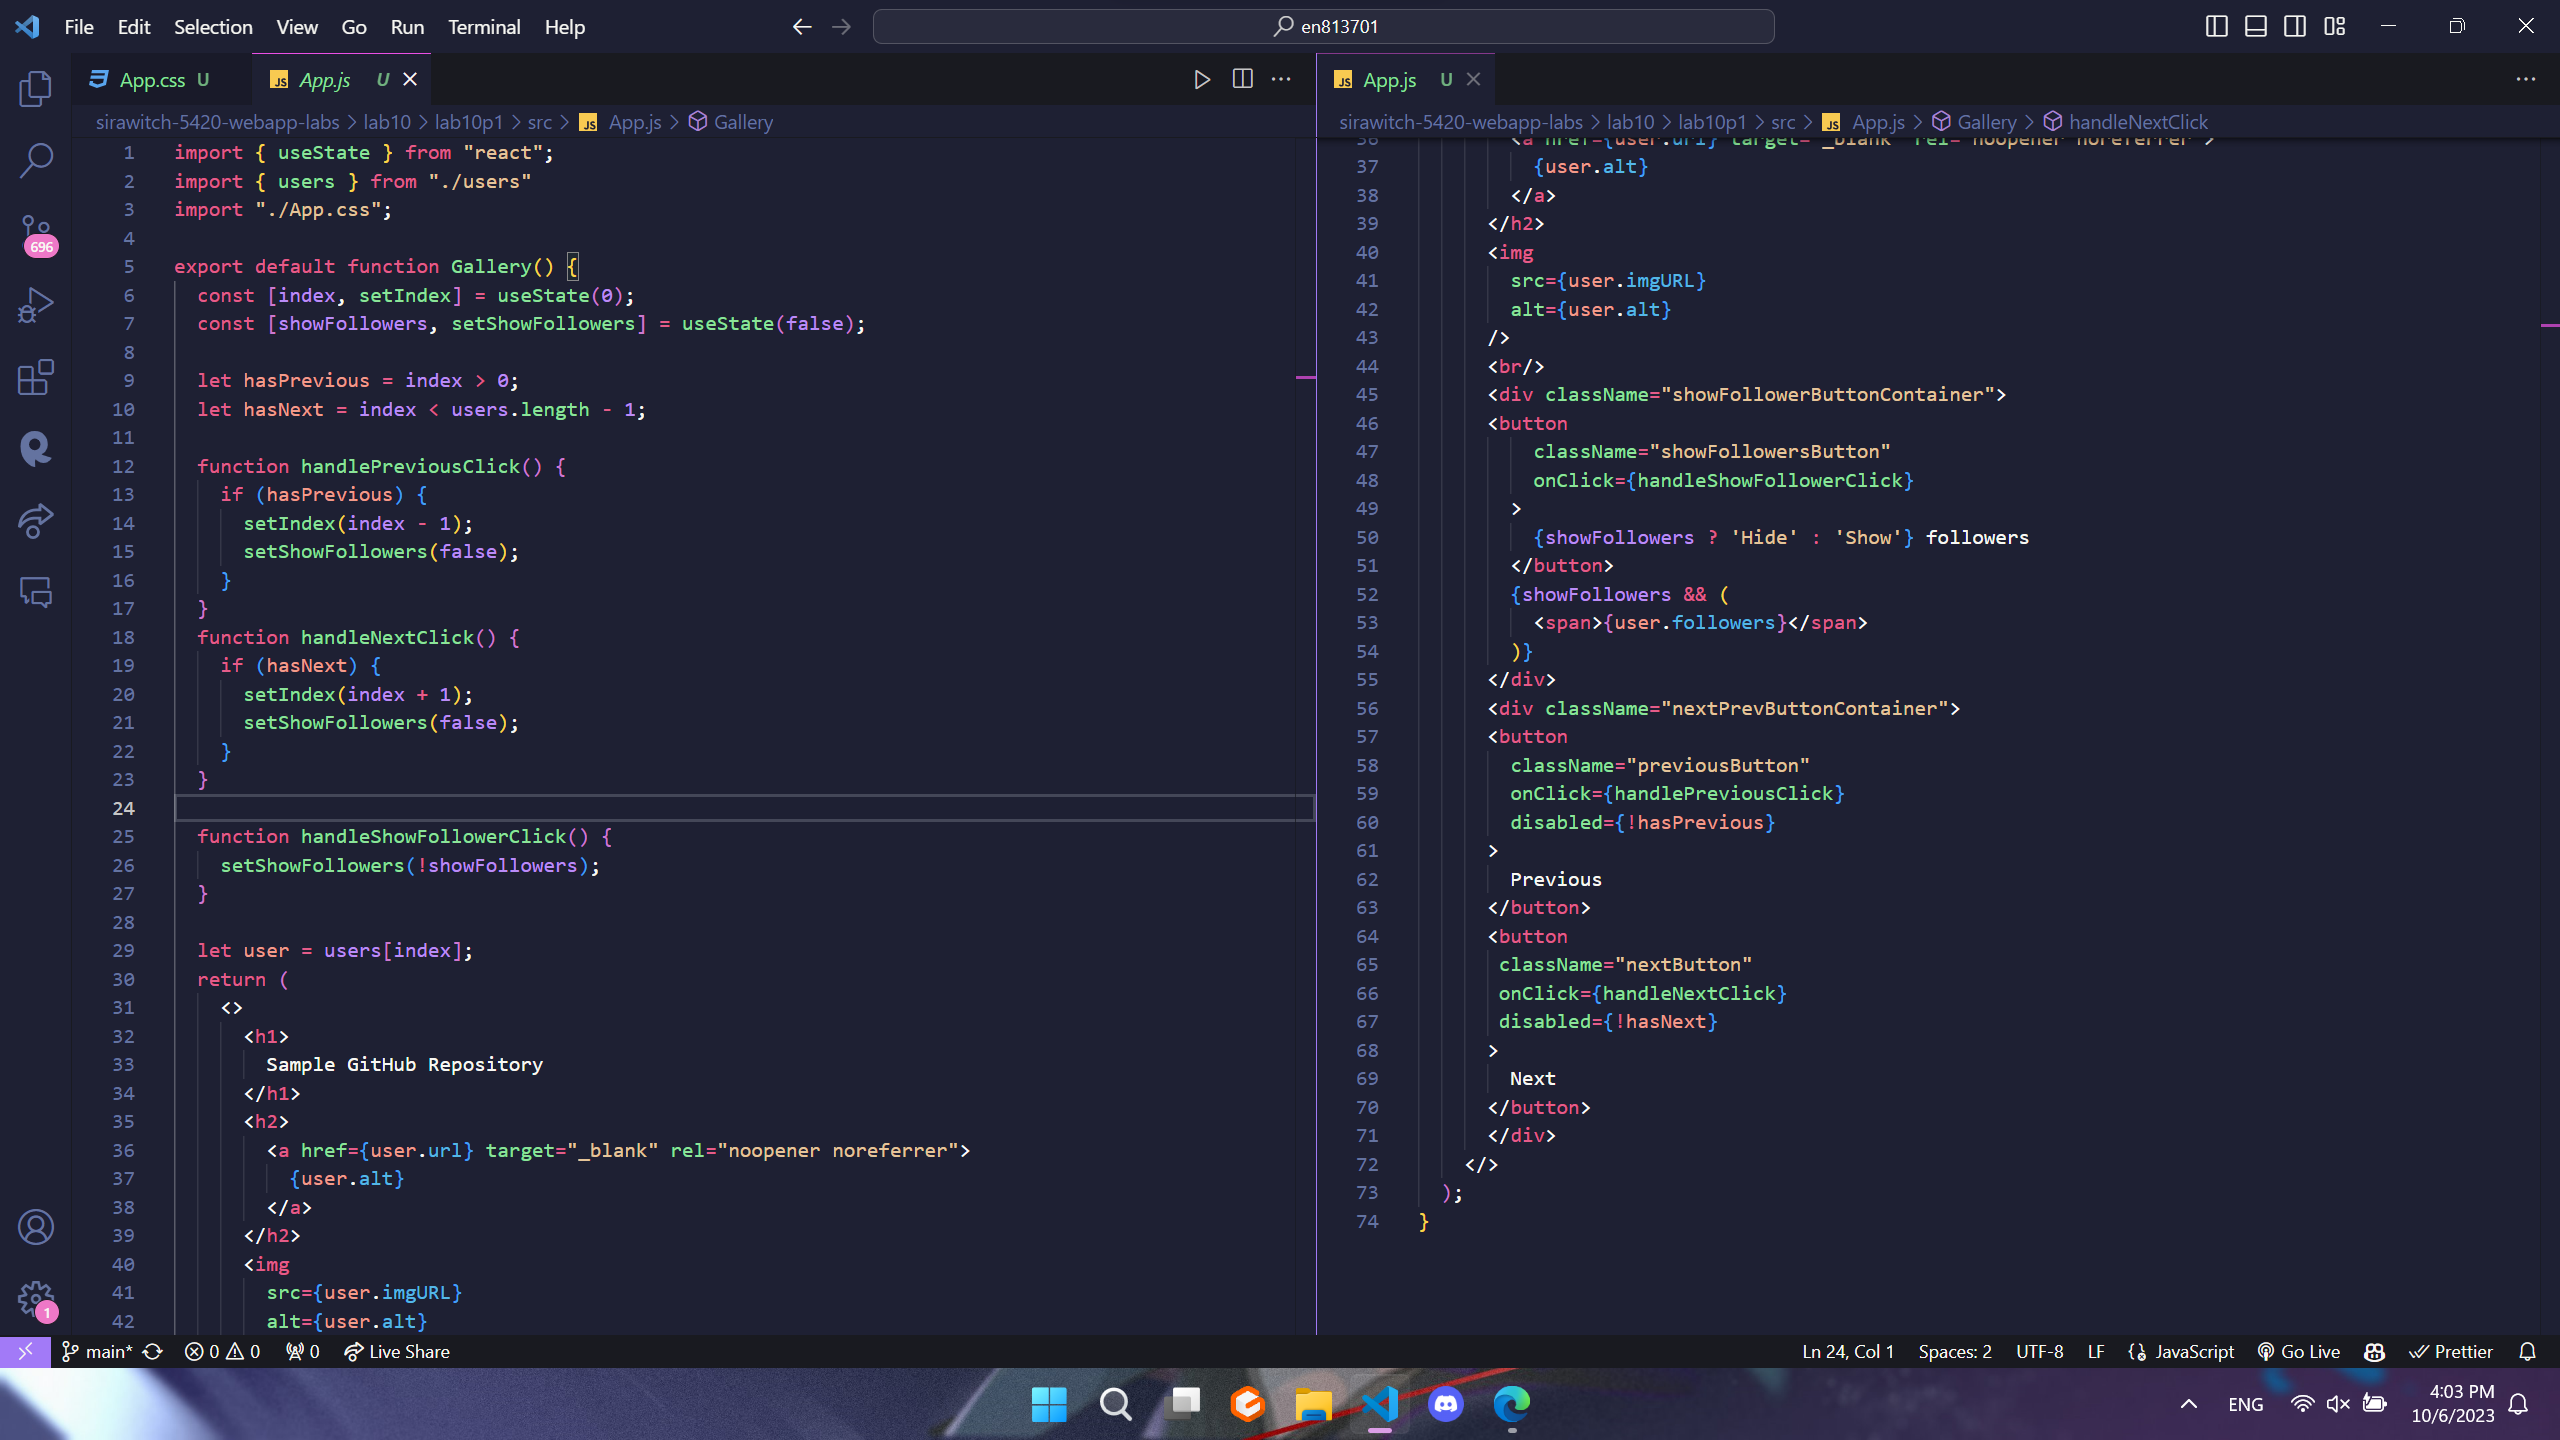 File Edit Selection View Go Run Terminal Help
en813701
App.css U
App.js U
sirawitch-5420-webapp-labs > lab10 > lab10p1 > src > JS App.js > Gallery
1 import { useState } from "react";
2 import { users } from "./users"
3 import "./App.css";
4
5 export default function Gallery() {
6 const [index, setIndex] = useState(0);
7 const [showFollowers, setShowFollowers] = useState(false);
8
9 let hasPrevious = index > 0;
10 let hasNext = index < users.length - 1;
11
12 function handlePreviousClick() {
13 if (hasPrevious) {
14 setIndex(index - 1);
15 setShowFollowers(false);
16 }
17 }
18 function handleNextClick() {
19 if (hasNext) {
20 setIndex(index + 1);
21 setShowFollowers(false);
22 }
23 }
24
25 function handleShowFollowerClick() {
26 setShowFollowers(!showFollowers);
27 }
28
29 let user = users[index];
30 return (
31 <>
32 <h1>
33 Sample GitHub Repository
34 </h1>
35 <h2>
36 <a href={user.url} target="_blank" rel="noopener noreferrer">
37 {user.alt}
38 </a>
39 </h2>
40 <img
41 src={user.imgURL}
42 alt={user.alt}
JS App.js U
sirawitch-5420-webapp-labs > lab10 > lab10p1 > src > JS App.js > Gallery > handleNextClick
36 <a href={user.url} target="_blank" rel="noopener noreferrer">
37 {user.alt}
38 </a>
39 </h2>
40 <img
41 src={user.imgURL}
42 alt={user.alt}
43 />
44 <br/>
45 <div className="showFollowerButtonContainer">
46 <button
47 className="showFollowersButton"
48 onClick={handleShowFollowerClick}
49 >
50 {showFollowers ? 'Hide' : 'Show'} followers
51 </button>
52 {showFollowers && (
53 <span>{user.followers}</span>
54 )}
55 </div>
56 <div className="nextPrevButtonContainer">
57 <button
58 className="previousButton"
59 onClick={handlePreviousClick}
60 disabled={!hasPrevious}
61 >
62 Previous
63 </button>
64 <button
65 className="nextButton"
66 onClick={handleNextClick}
67 disabled={!hasNext}
68 >
69 Next
70 </button>
71 </div>
72 </>
73 );
74 }
696
1
main* 0 0 0 Live Share
Ln 24, Col 1 Spaces: 2 UTF-8 LF JavaScript Go Live Prettier
ENG
4:03 PM
10/6/2023